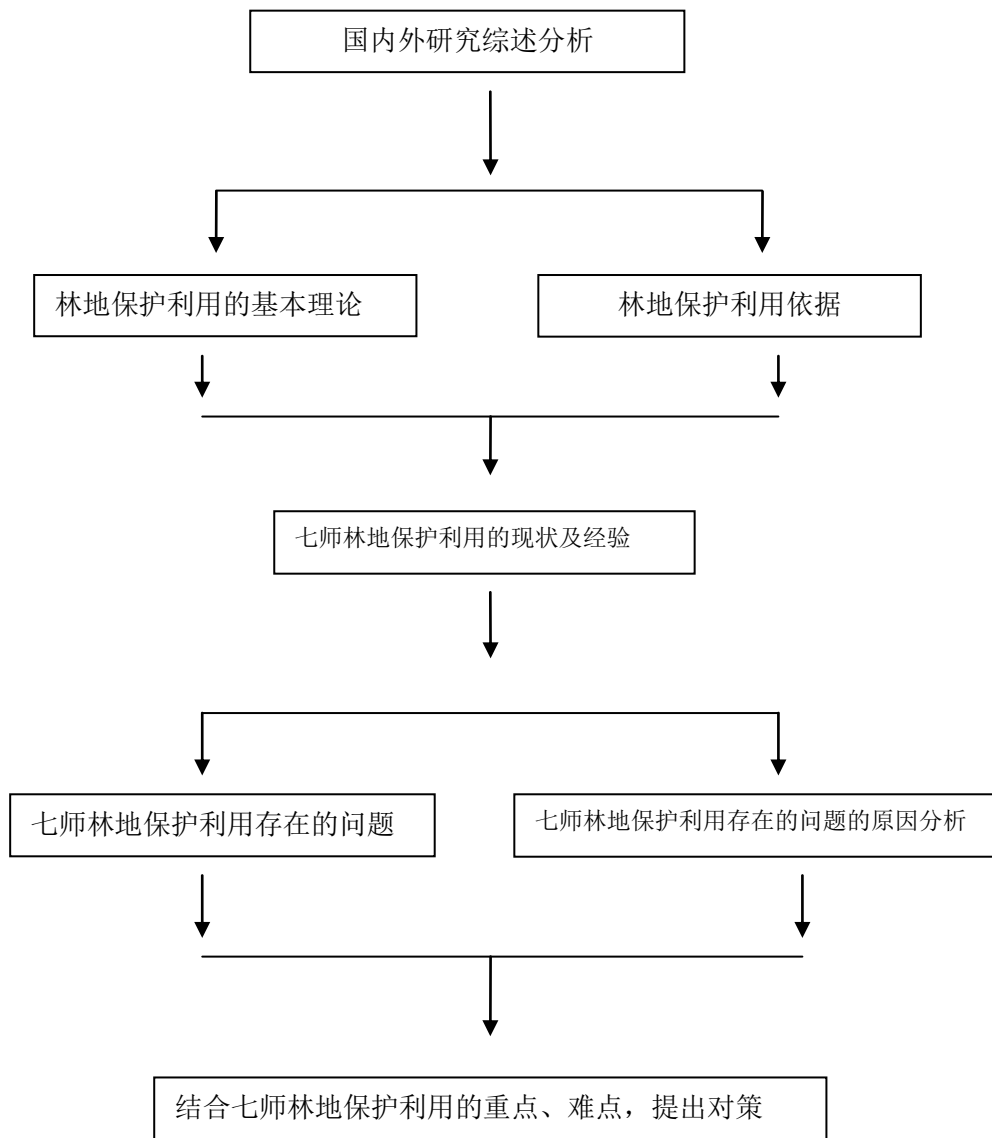 国内外研究综述分析
林地保护利用的基本理论
林地保护利用依据
七师林地保护利用的现状及经验
七师林地保护利用存在的问题
七师林地保护利用存在的问题的原因分析
结合七师林地保护利用的重点、难点，提出对策